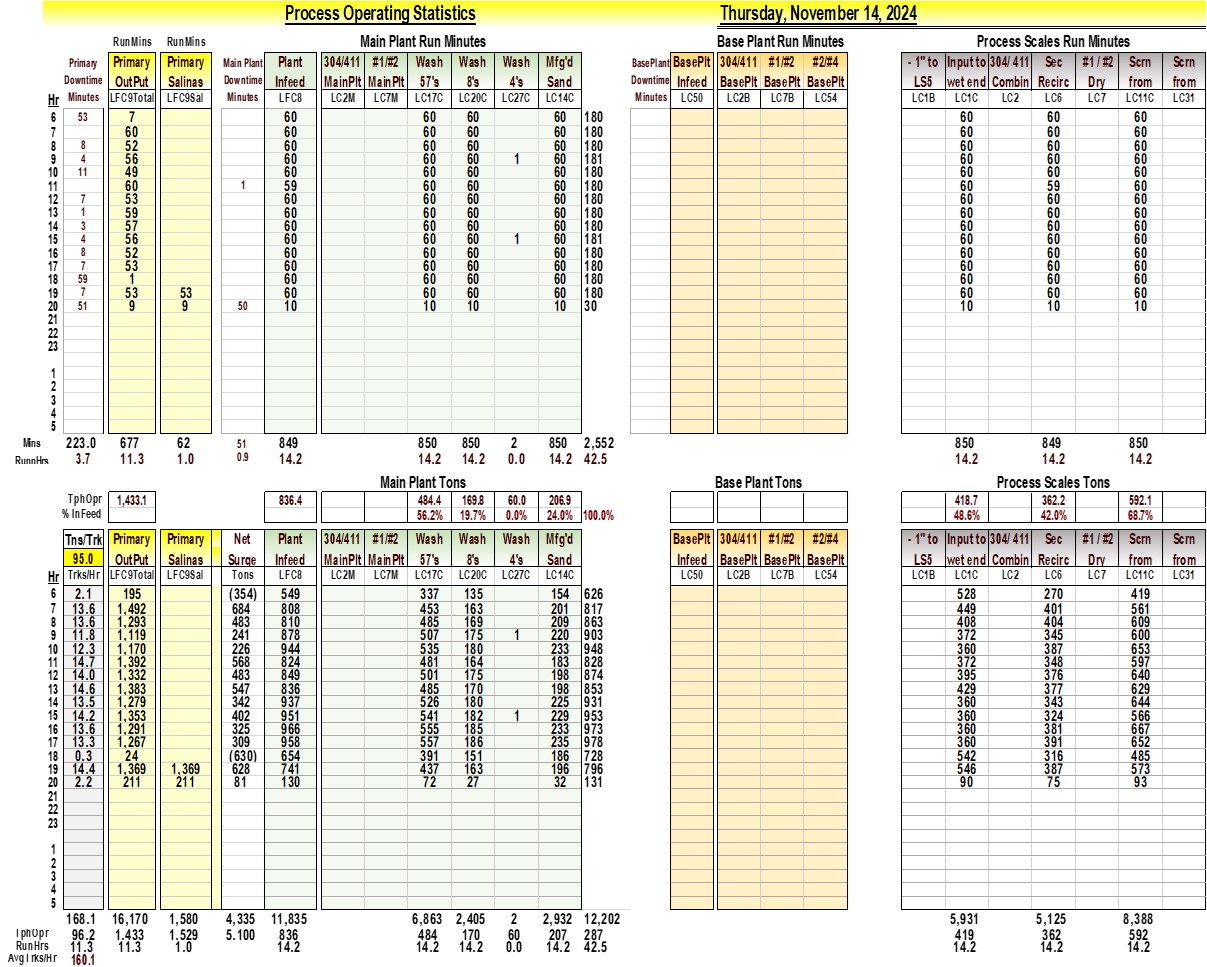 Process Operating Statistics Thursday, November 14, 2024
RunMins RunMins Main Plant Run Minutes Base Plant Run Minutes Process Scales Run Minutes
Primary Primary Primary Main Plant Plant 304/411 #1/#2 Wash Wash Wash Mfg'd BasePlant BasePlt 304/411 #1/#2 #2/#4 - 1" to Input to 304/ 411 Sec #1 / #2 Scrn Scrn
Downtime OutPut Salinas Downtime Infeed MainPlt MainPlt 57's 8's 4's Sand Downtime Infeed BasePlt BasePlt BasePlt LS5 wet end Combin Recirc Dry from from
Hr Minutes LFC9Total LFC9Sal Minutes LFC8 LC2M LC7M LC17C LC20C LC27C LC14C Minutes LC50 LC2B LC7B LC54 LC1B LC1C LC2 LC6 LC7 LC11C LC31
6 53 7 60 60 60 60 180 60 60 60
7 60 60 60 60 60 180 60 60 60
8 8 52 60 60 60 60 180 60 60 60
9 4 56 60 60 60 1 60 181 60 60 60
10 11 49 60 60 60 60 180 60 60 60
11 60 1 59 60 60 60 180 60 59 60
12 7 53 60 60 60 60 180 60 60 60
13 1 59 60 60 60 60 180 60 60 60
14 3 57 60 60 60 60 180 60 60 60
15 4 56 60 60 60 1 60 181 60 60 60
16 8 52 60 60 60 60 180 60 60 60
17 7 53 60 60 60 60 180 60 60 60
18 59 1 60 60 60 60 180 60 60 60
19 7 53 53 60 60 60 60 180 60 60 60
20 51 9 9 50 10 10 10 10 30 10 10 10
21
22
23
1
2
3
4
5
Mins 223.0 677 62 51 849 850 850 2 850 2,552 850 849 850
RunnHrs 3.7 11.3 1.0 0.9 14.2 14.2 14.2 0.0 14.2 42.5 14.2 14.2 14.2
Main Plant Tons Base Plant Tons Process Scales Tons
TphOpr 1,433.1 836.4 484.4 169.8 60.0 206.9 418.7 362.2 592.1
% InFeed 56.2% 19.7% 0.0% 24.0% 100.0% 48.6% 42.0% 68.7%
Tns/Trk Primary Primary Net Plant 304/411 #1/#2 Wash Wash Wash Mfg'd BasePlt 304/411 #1/#2 #2/#4 - 1" to Input to 304/ 411 Sec #1 / #2 Scrn Scrn
95.0 OutPut Salinas Surge Infeed MainPlt MainPlt 57's 8's 4's Sand Infeed BasePlt BasePlt BasePlt LS5 wet end Combin Recirc Dry from from
Hr Trks/Hr LFC9Total LFC9Sal Tons LFC8 LC2M LC7M LC17C LC20C LC27C LC14C LC50 LC2B LC7B LC54 LC1B LC1C LC2 LC6 LC7 LC11C LC31
6 2.1 195 (354) 549 337 135 154 626 528 270 419
7 13.6 1,492 684 808 453 163 201 817 449 401 561
8 13.6 1,293 483 810 485 169 209 863 408 404 609
9 11.8 1,119 241 878 507 175 1 220 903 372 345 600
10 12.3 1,170 226 944 535 180 233 948 360 387 653
11 14.7 1,392 568 824 481 164 183 828 372 348 597
12 14.0 1,332 483 849 501 175 198 874 395 376 640
13 14.6 1,383 547 836 485 170 198 853 429 377 629
14 13.5 1,279 342 937 526 180 225 931 360 343 644
15 14.2 1,353 402 951 541 182 1 229 953 360 324 566
16 13.6 1,291 325 966 555 185 233 973 360 381 667
17 13.3 1,267 309 958 557 186 235 978 360 391 652
18 0.3 24 (630) 654 391 151 186 728 542 316 485
19 14.4 1,369 1,369 628 741 437 163 196 796 546 387 573
20 2.2 211 211 81 130 72 27 32 131 90 75 93
21
22
23
1
2
3
4
5
168.1 16,170 1,580 4,335 11,835 6,863 2,405 2 2,932 12,202 5,931 5,125 8,388
TphOpr 96.2 1,433 1,529 5.100 836 484 170 60 207 287 419 362 592
RunHrs 11.3 11.3 1.0 14.2 14.2 14.2 0.0 14.2 42.5 14.2 14.2 14.2
Avg Trks/Hr 160.1